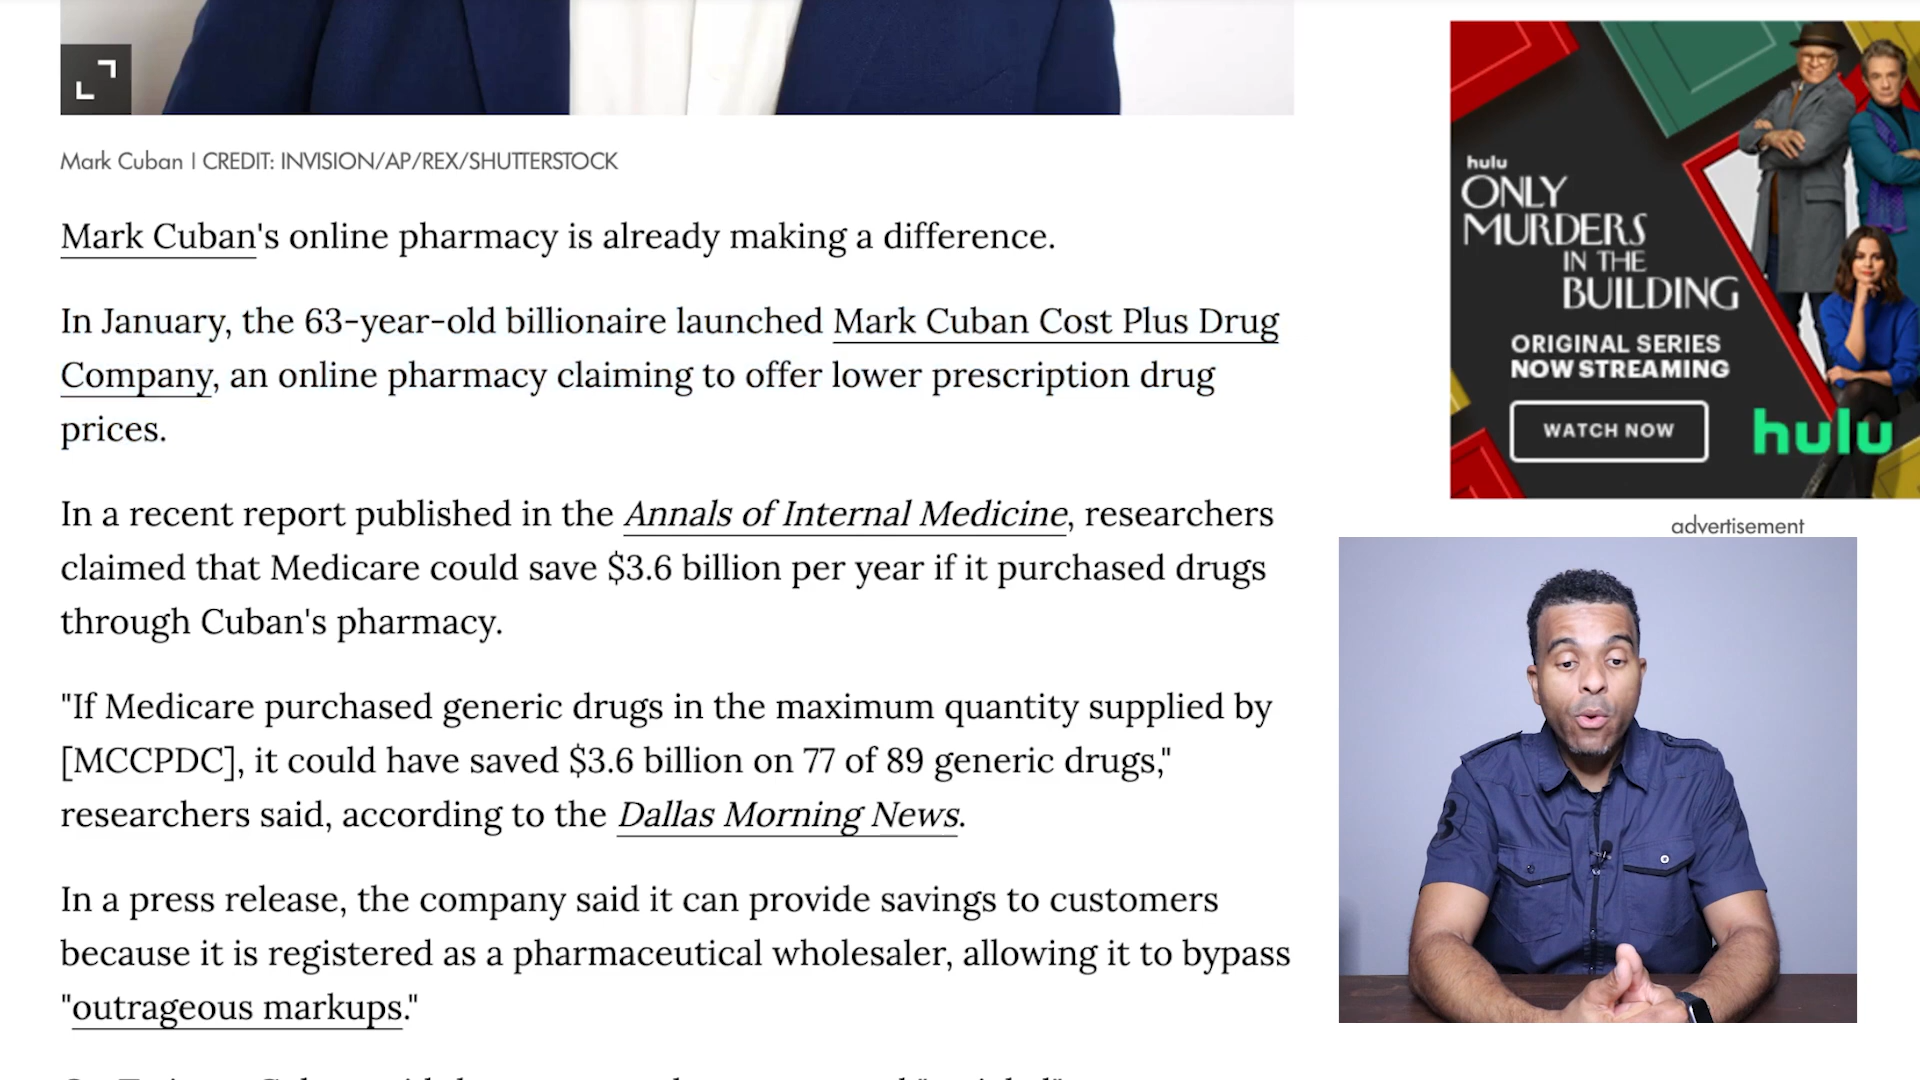 Mark Cuban | CREDIT: INVISION/AP/REX/SHUTTERSTOCK
Mark Cuban's online pharmacy is already making a difference.
In January, the 63-year-old billionaire launched Mark Cuban Cost Plus Drug
Company, an online pharmacy claiming to offer lower prescription drug
prices.
In a recent report published in the Annals of Internal Medicine, researchers
claimed that Medicare could save $3.6 billion per year if it purchased drugs
through Cuban's pharmacy.
"If Medicare purchased generic drugs in the maximum quantity supplied by
[MCCPDC], it could have saved $3.6 billion on 77 of 89 generic drugs,"
researchers said, according to the Dallas Morning News.
In a press release, the company said it can provide savings to customers
because it is registered as a pharmaceutical wholesaler, allowing it to bypass
"outrageous markups."
hulu
ONLY
MURDERS
IN THE
BUILDING
ORIGINAL SERIES
NOW STREAMING
WATCH NOW
hulu
advertisement